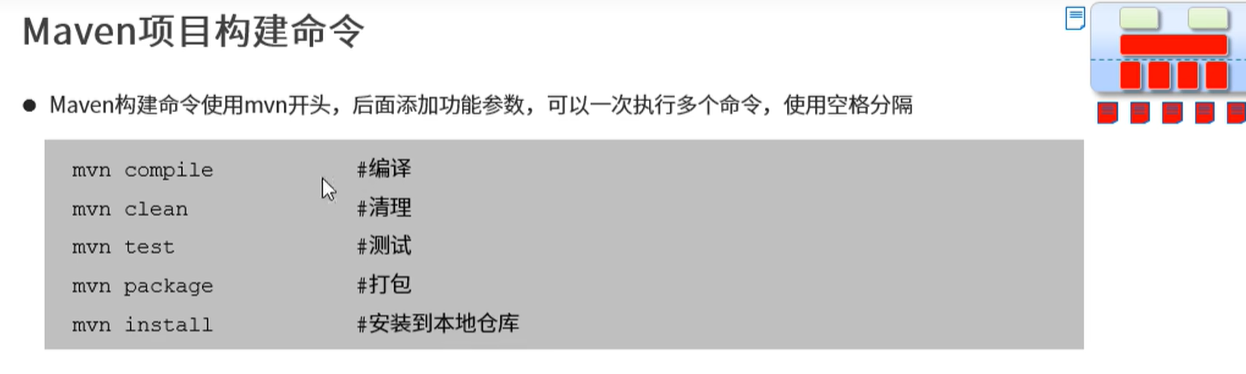 Maven项目构建命令
● Maven构建命令使用mvn开头，后面添加功能参数，可以一次执行多个命令，使用空格分隔
mvn compile #编译
mvn clean #清理
mvn test #测试
mvn package #打包
mvn install #安装到本地仓库